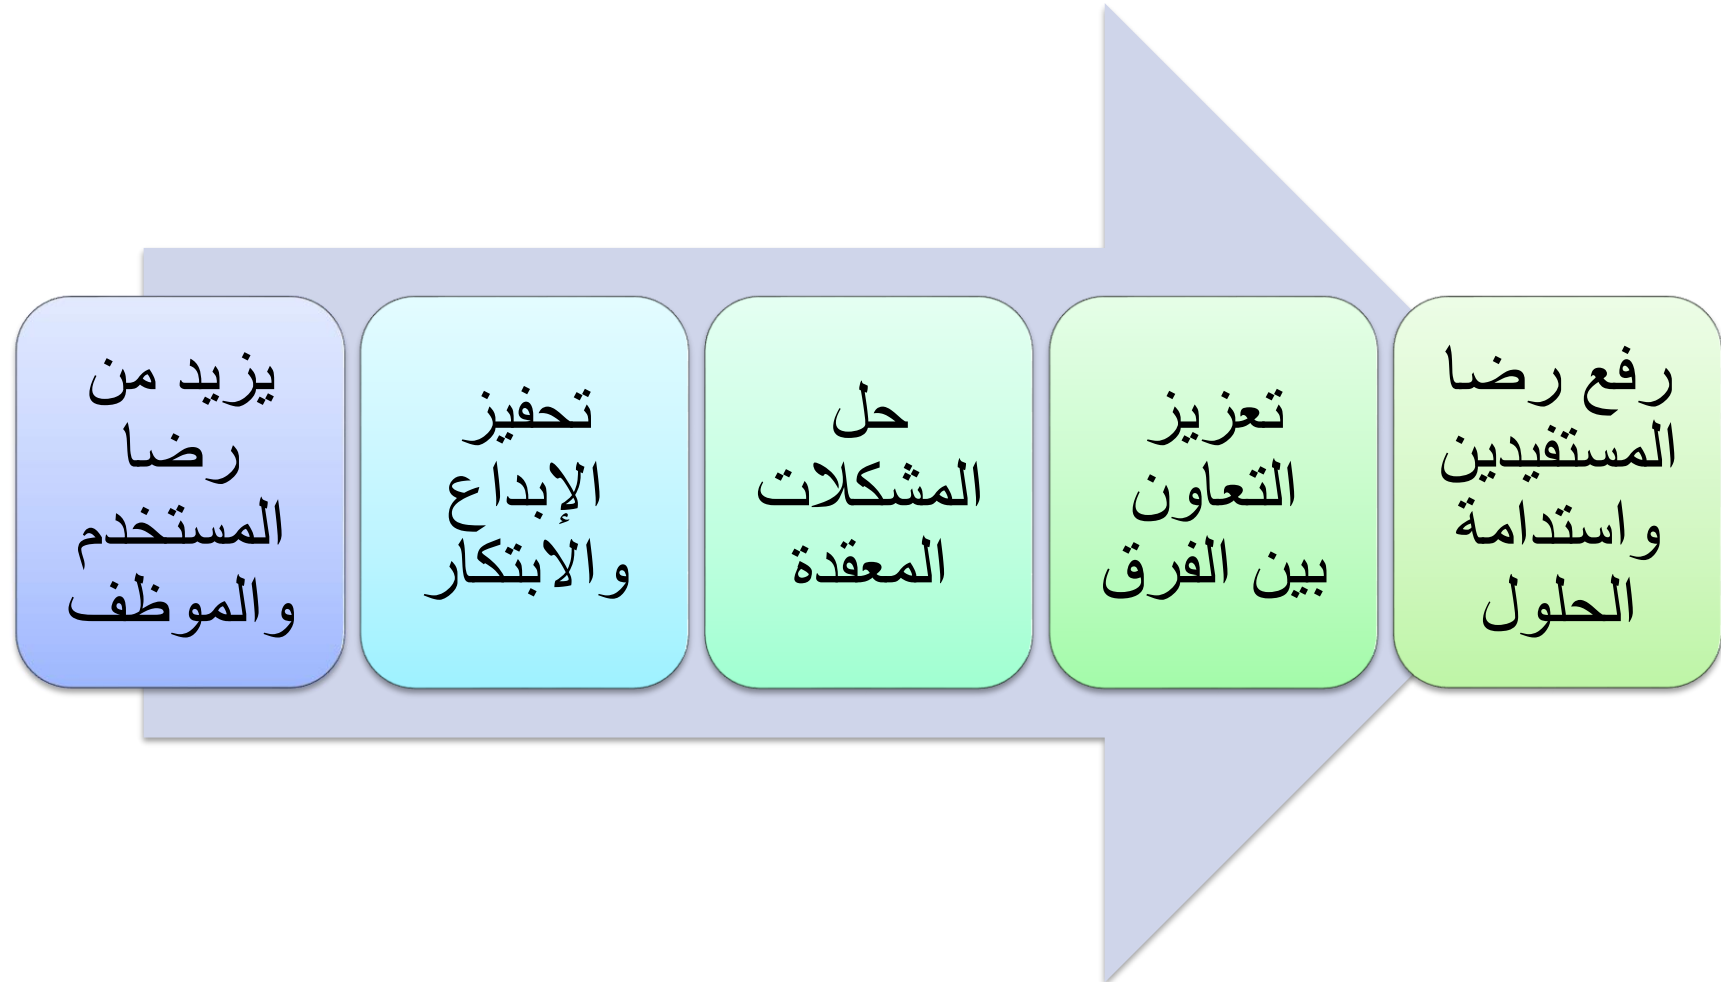 يزيد من
رضا
المستخدم
والموظف
تحفيز
الإبداع
والابتكار
حل
المشكلات
المعقدة
تعزيز
التعاون
بين الفرق
رفع رضا
المستفيدين
واستدامة
الحلول